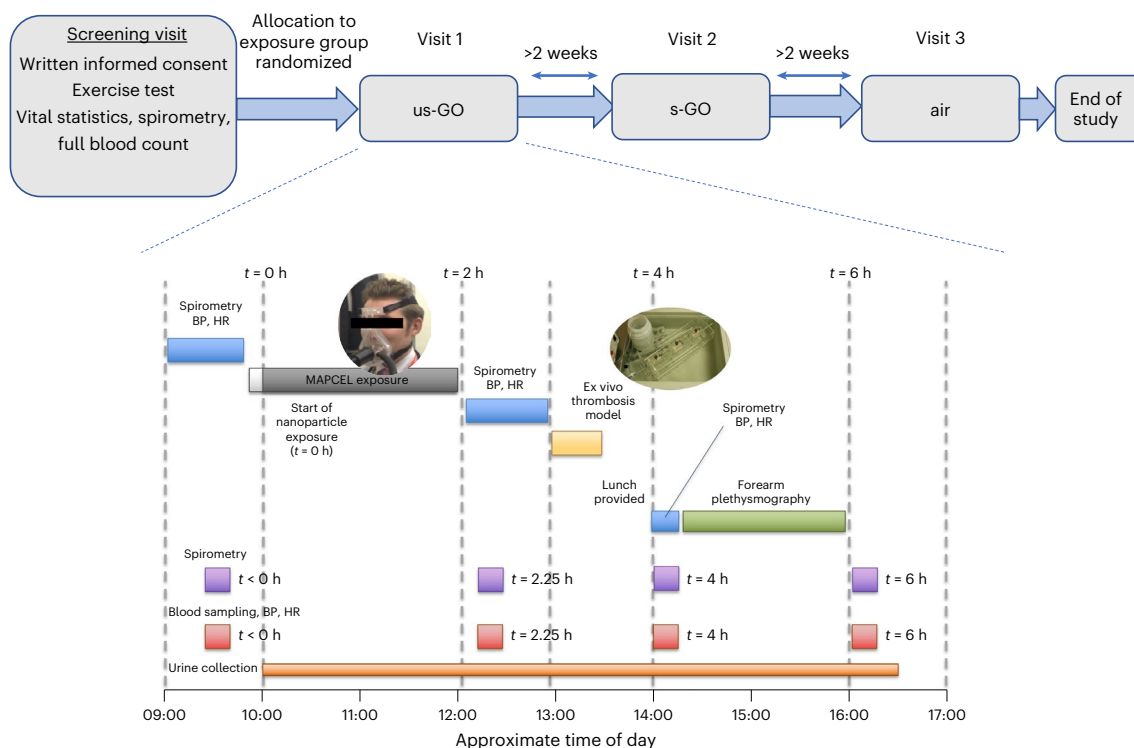 Screening visit
Written informed consent
Exercise test
Vital statistics, spirometry,
full blood count
Allocation to
exposure group
randomized
Visit 1
us-GO
>2 weeks
Visit 2
s-GO
>2 weeks
Visit 3
air
End of
study
t = 0 h
t = 2 h
t = 4 h
t = 6 h
Spirometry
BP, HR
MAPCEL exposure
Start of
nanoparticle
exposure
(t = 0 h)
Spirometry
BP, HR
Ex vivo
thrombosis
model
Spirometry
BP, HR
Lunch
provided
Forearm
plethysmography
Spirometry
t < 0 h
t = 2.25 h
t = 4 h
t = 6 h
Blood sampling, BP, HR
t < 0 h
t = 2.25 h
t = 4 h
t = 6 h
Urine collection
09:00
10:00
11:00
12:00
13:00
14:00
15:00
16:00
17:00
Approximate time of day